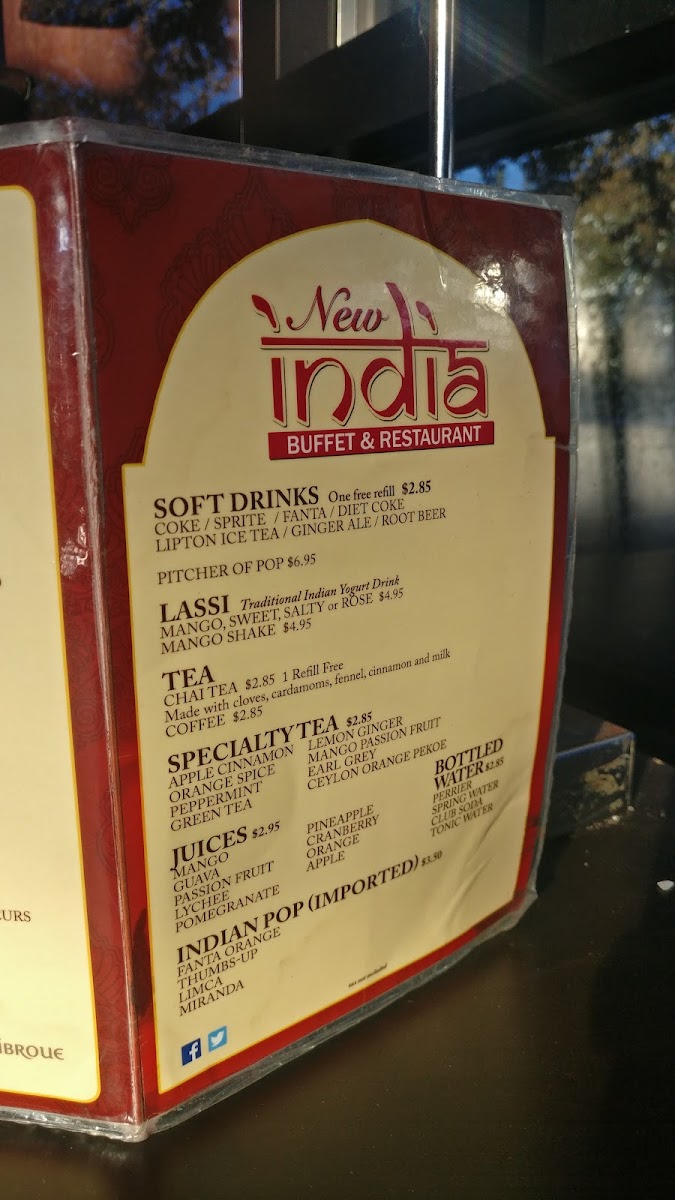 New
india
BUFFET & RESTAURANT
SOFT DRINKS One free refill $2.85
COKE / SPRITE / FANTA / DIET COKE
LIPTON ICE TEA / GINGER ALE / ROOT BEER
PITCHER OF POP $6.95
LASSI Traditional Indian Yogurt Drink
MANGO, SWEET, SALTY or ROSE $4.95
MANGO SHAKE $4.95
TEA
CHAI TEA $2.85 1 Refill Free
Made with cloves, cardamoms, fennel, cinnamon and milk
COFFEE $2.85
SPECIALTY TEA $2.85
APPLE CINNAMON
ORANGE SPICE
PEPPERMINT
GREEN TEA
LEMON GINGER
MANGO PASSION FRUIT
EARL GREY
CEYLON ORANGE PEKOE
JUICES $2.95
MANGO
GUAVA
PASSION FRUIT
LYCHEE
POMEGRANATE
PINEAPPLE
CRANBERRY
ORANGE
APPLE
BOTTLED
WATER $2.85
PERRIER
SPRING WATER
CLUB SODA
TONIC WATER
INDIAN POP (IMPORTED) $3.50
FANTA ORANGE
THUMBS-UP
LIMCA
MIRANDA
tax not included
f
EURS
IBROUE